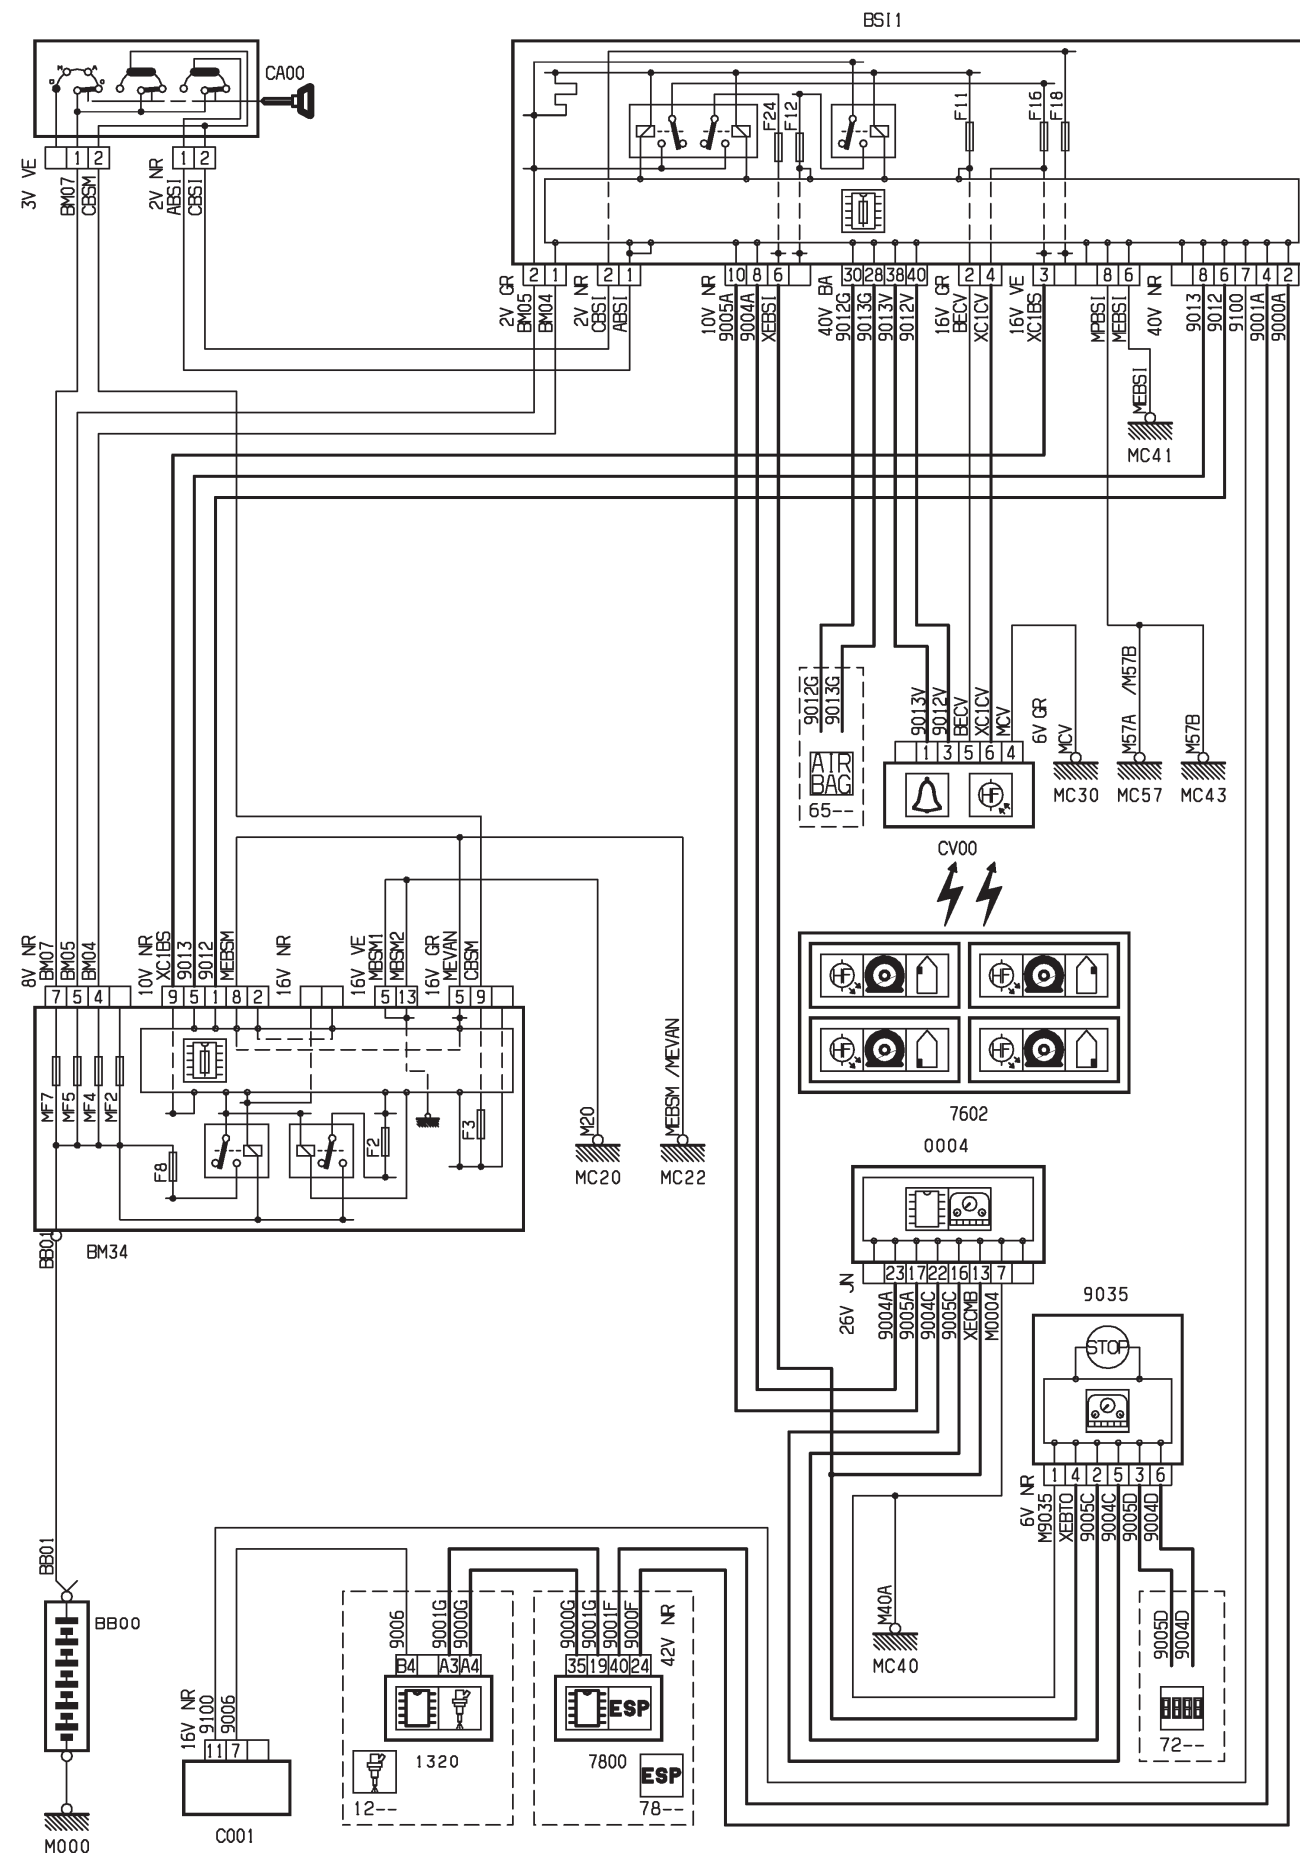 BSI1
CA00
D M A D
F24 F12 F11 F16 F18
3V VE 1 2
BM07 CBSM
2V NR 1 2
ABSI CBSI
2V GR 2 1
BM05 BM04
2V NR 2 1
CBSI ABSI
10V NR 10 8 6
9005A 9004A XEBSI
40V BA 30 28 38 40
9012G 9013G 9013V 9012V
16V GR 2 4
BECV XC1CV
16V VE 3 8 6
XC1BS MPBSI MEBSI
40V NR 8 6 7 4 2
9013 9012 9100 9001A 9000A
MEBSI
MC41
9012G 9013G
AIR
BAG
65--
9013V 9012V BECV XC1CV MCV
6V GR
1 3 5 6 4
HF
CV00
MCV
MC30
M57A /M57B
MC57
M57B
MC43
HF HF
HF HF
7602
8V NR
BM07 BM05 BM04
7 5 4
10V NR
XC1BS 9013 9012 MEBSM
9 5 1 8 2
16V NR
16V VE
MBSM1 MBSM2
5 13
16V GR
MEVAN CBSM
5 9
MF7 MF5 MF4 MF2
F8 F2 F3
BM34
BB01
M20
MC20
MEBSM /MEVAN
MC22
0004
26V JN
23 17 22 16 13 7
9004A 9005A 9004C 9005C XECMB M0004
9035
STOP
6V NR
1 4 2 5 3 6
M9035 XEBTO 9005C 9004C 9005D 9004D
M40A
MC40
9005D 9004D
72--
BB01
BB00
M000
16V NR
9100 9006
11 7
C001
9006 9001G 9000G
B4 A3 A4
1320
12--
9000G 9001G 9001F 9000F
42V NR
35 19 40 24
ESP
7800
ESP
78--